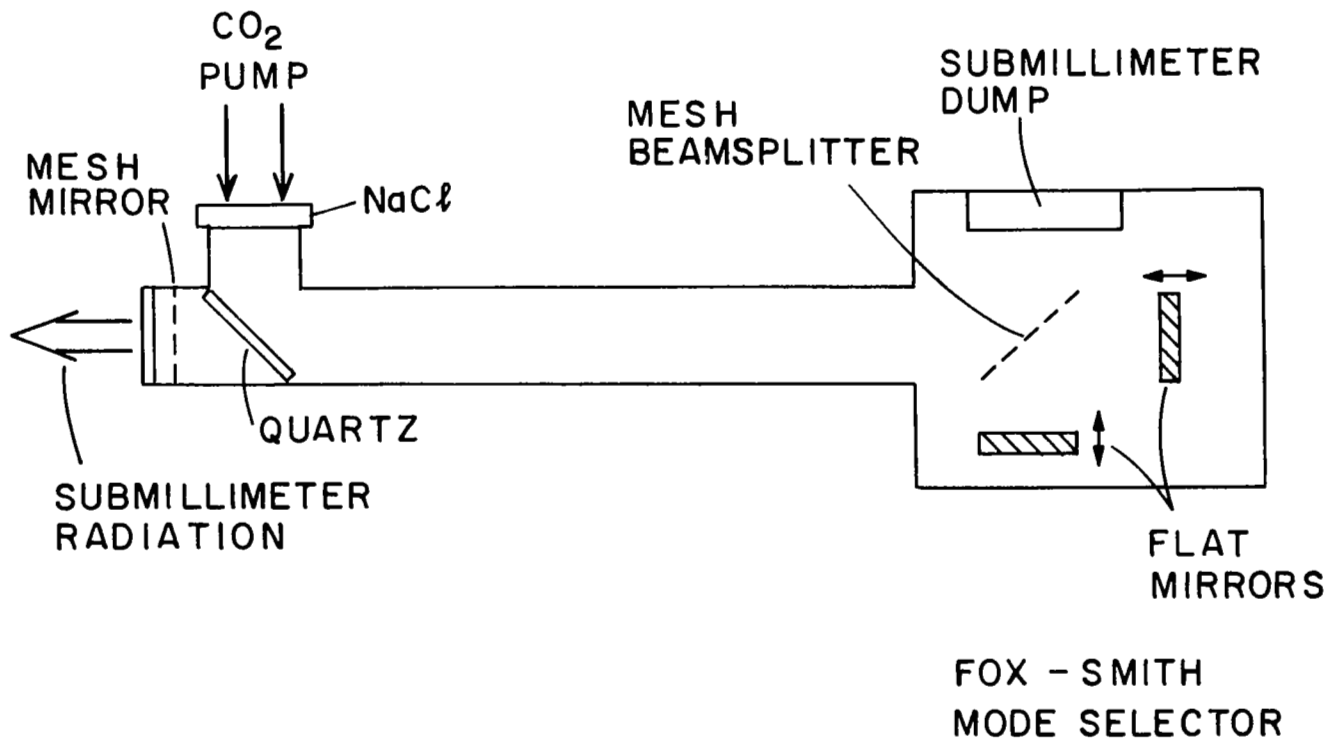 CO₂
PUMP
MESH
MIRROR
NaCl
MESH
BEAMSPLITTER
SUBMILLIMETER
DUMP
QUARTZ
SUBMILLIMETER
RADIATION
FLAT
MIRRORS
FOX - SMITH
MODE SELECTOR